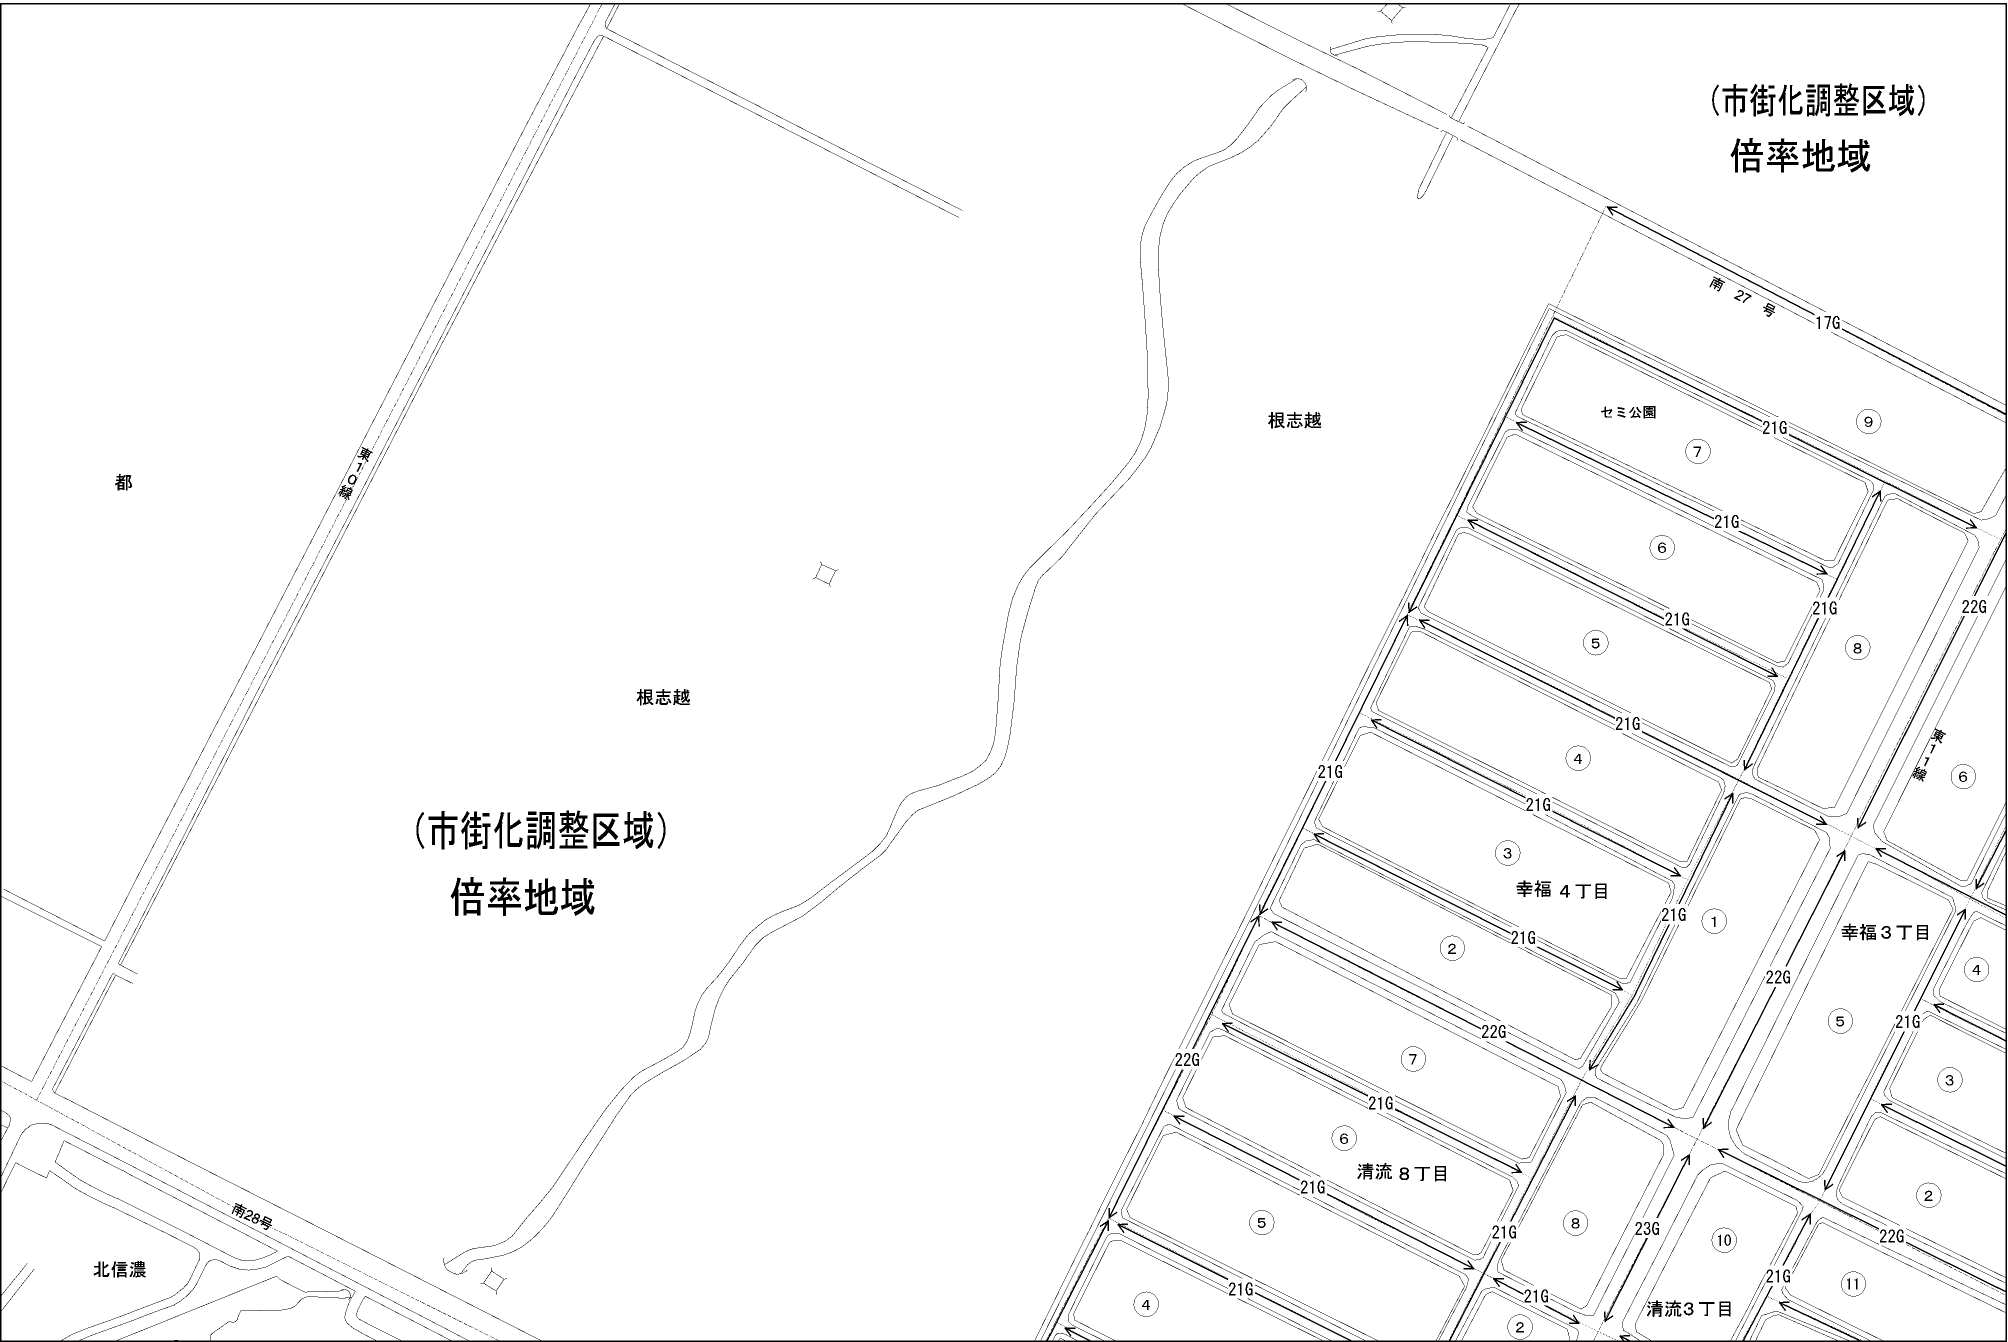 （市街化調整区域）
倍率地域
南 27 号
17G
根志越
セミ公園
⑨
21G
⑦
都
東10線
21G
⑥
21G
22G
21G
⑤
⑧
根志越
21G
東11線
④
⑥
21G
21G
（市街化調整区域）
倍率地域
③
幸福 4丁目
21G
①
幸福3丁目
21G
②
④
22G
⑤
21G
22G
⑦
22G
③
21G
⑥
清流 8丁目
21G
②
南28号
⑤
⑧
21G
23G
⑩
22G
北信濃
21G
21G
21G
⑪
④
清流3丁目
②